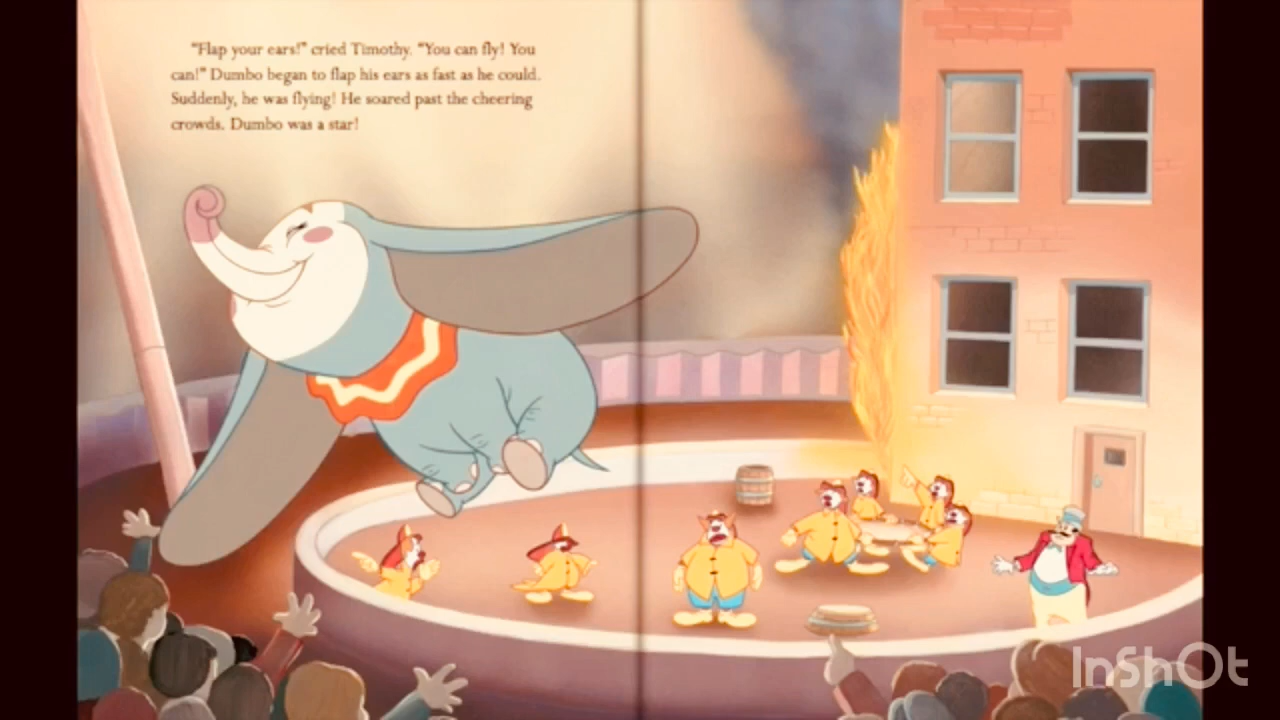 "Flap your ears!" cried Timothy. "You can fly! You
can!" Dumbo began to flap his ears as fast as he could.
Suddenly, he was flying! He soared past the cheering
crowds. Dumbo was a star!
InShOt